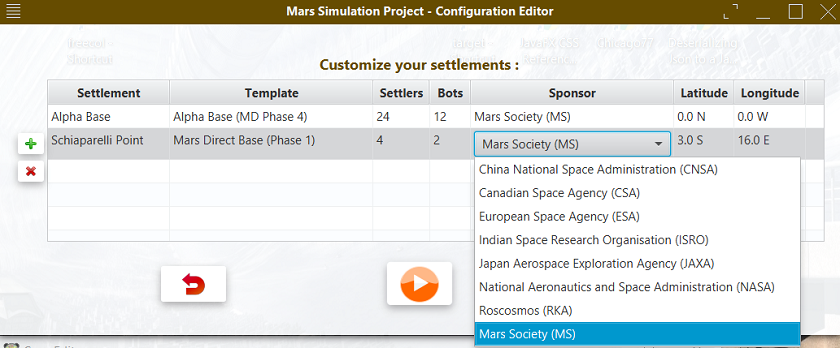 Mars Simulation Project - Configuration Editor
Customize your settlements :
Settlement Template Settlers Bots Sponsor Latitude Longitude
Alpha Base Alpha Base (MD Phase 4) 24 12 Mars Society (MS) 0.0 N 0.0 W
Schiaparelli Point Mars Direct Base (Phase 1) 4 2 Mars Society (MS) 3.0 S 16.0 E
China National Space Administration (CNSA)
Canadian Space Agency (CSA)
European Space Agency (ESA)
Indian Space Research Organisation (ISRO)
Japan Aerospace Exploration Agency (JAXA)
National Aeronautics and Space Administration (NASA)
Roscosmos (RKA)
Mars Society (MS)